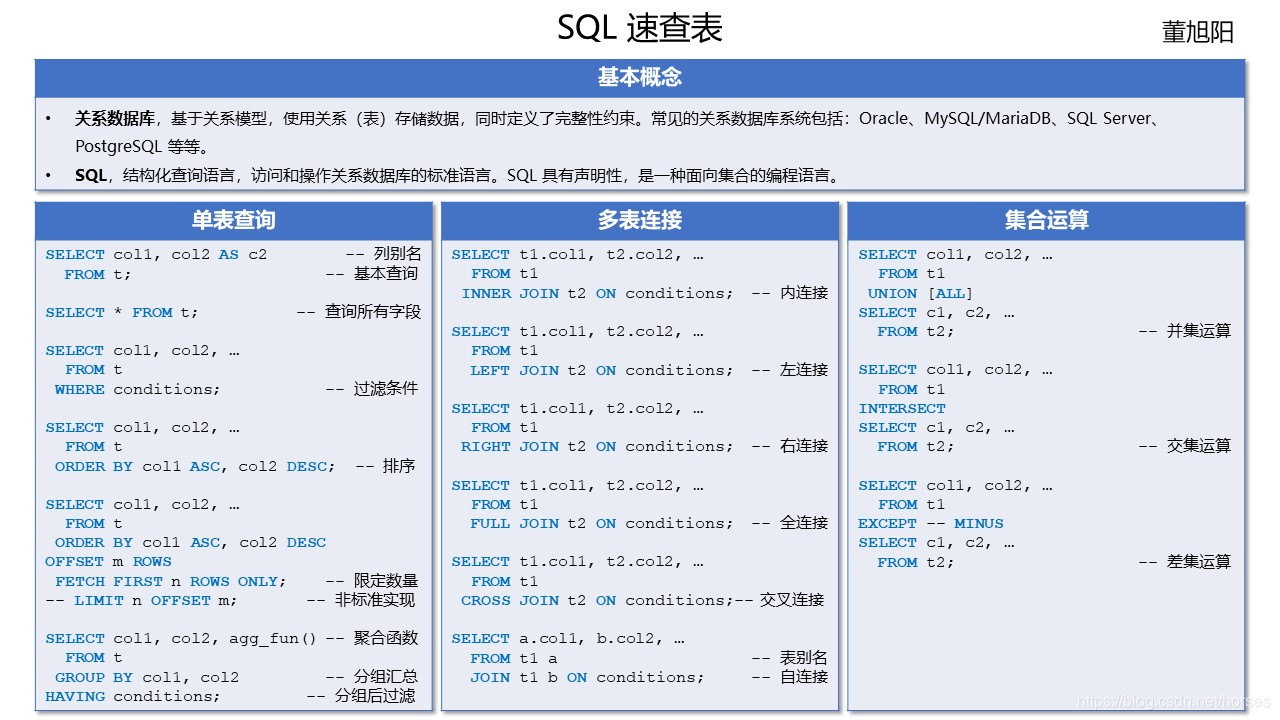 SQL 速查表
董旭阳
基本概念
• 关系数据库，基于关系模型，使用关系（表）存储数据，同时定义了完整性约束。常见的关系数据库系统包括：Oracle、MySQL/MariaDB、SQL Server、
PostgreSQL 等等。
• SQL，结构化查询语言，访问和操作关系数据库的标准语言。SQL 具有声明性，是一种面向集合的编程语言。
单表查询
SELECT col1, col2 AS c2 -- 列别名
FROM t; -- 基本查询
SELECT * FROM t; -- 查询所有字段
SELECT col1, col2, …
FROM t
WHERE conditions; -- 过滤条件
SELECT col1, col2, …
FROM t
ORDER BY col1 ASC, col2 DESC; -- 排序
SELECT col1, col2, …
FROM t
ORDER BY col1 ASC, col2 DESC
OFFSET m ROWS
FETCH FIRST n ROWS ONLY; -- 限定数量
-- LIMIT n OFFSET m; -- 非标准实现
SELECT col1, col2, agg_fun() -- 聚合函数
FROM t
GROUP BY col1, col2 -- 分组汇总
HAVING conditions; -- 分组后过滤
多表连接
SELECT t1.col1, t2.col2, …
FROM t1
INNER JOIN t2 ON conditions; -- 内连接
SELECT t1.col1, t2.col2, …
FROM t1
LEFT JOIN t2 ON conditions; -- 左连接
SELECT t1.col1, t2.col2, …
FROM t1
RIGHT JOIN t2 ON conditions; -- 右连接
SELECT t1.col1, t2.col2, …
FROM t1
FULL JOIN t2 ON conditions; -- 全连接
SELECT t1.col1, t2.col2, …
FROM t1
CROSS JOIN t2 ON conditions;-- 交叉连接
SELECT a.col1, b.col2, …
FROM t1 a -- 表别名
JOIN t1 b ON conditions; -- 自连接
集合运算
SELECT col1, col2, …
FROM t1
UNION [ALL]
SELECT c1, c2, …
FROM t2; -- 并集运算
SELECT col1, col2, …
FROM t1
INTERSECT
SELECT c1, c2, …
FROM t2; -- 交集运算
SELECT col1, col2, …
FROM t1
EXCEPT -- MINUS
SELECT c1, c2, …
FROM t2; -- 差集运算
https://blog.csdn.net/horses